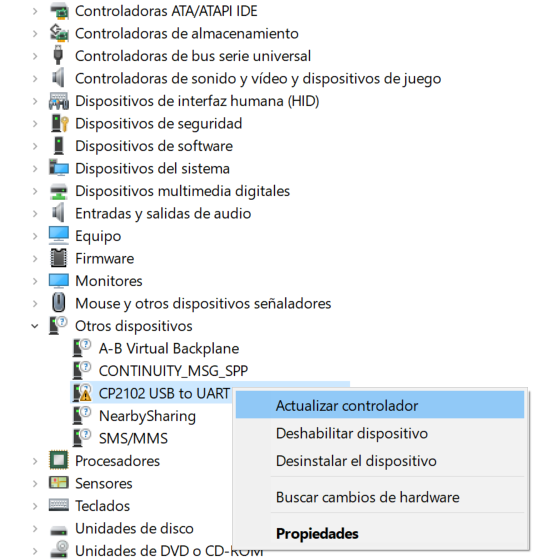 Controladoras ATA/ATAPI IDE
Controladoras de almacenamiento
Controladoras de bus serie universal
Controladoras de sonido y vídeo y dispositivos de juego
Dispositivos de interfaz humana (HID)
Dispositivos de seguridad
Dispositivos de software
Dispositivos del sistema
Dispositivos multimedia digitales
Entradas y salidas de audio
Equipo
Firmware
Monitores
Mouse y otros dispositivos señaladores
Otros dispositivos
A-B Virtual Backplane
CONTINUITY_MSG_SPP
CP2102 USB to UART
Actualizar controlador
NearbySharing
Deshabilitar dispositivo
SMS/MMS
Procesadores
Desinstalar el dispositivo
Sensores
Buscar cambios de hardware
Teclados
Unidades de disco
Propiedades
Unidades de DVD o CD-ROM